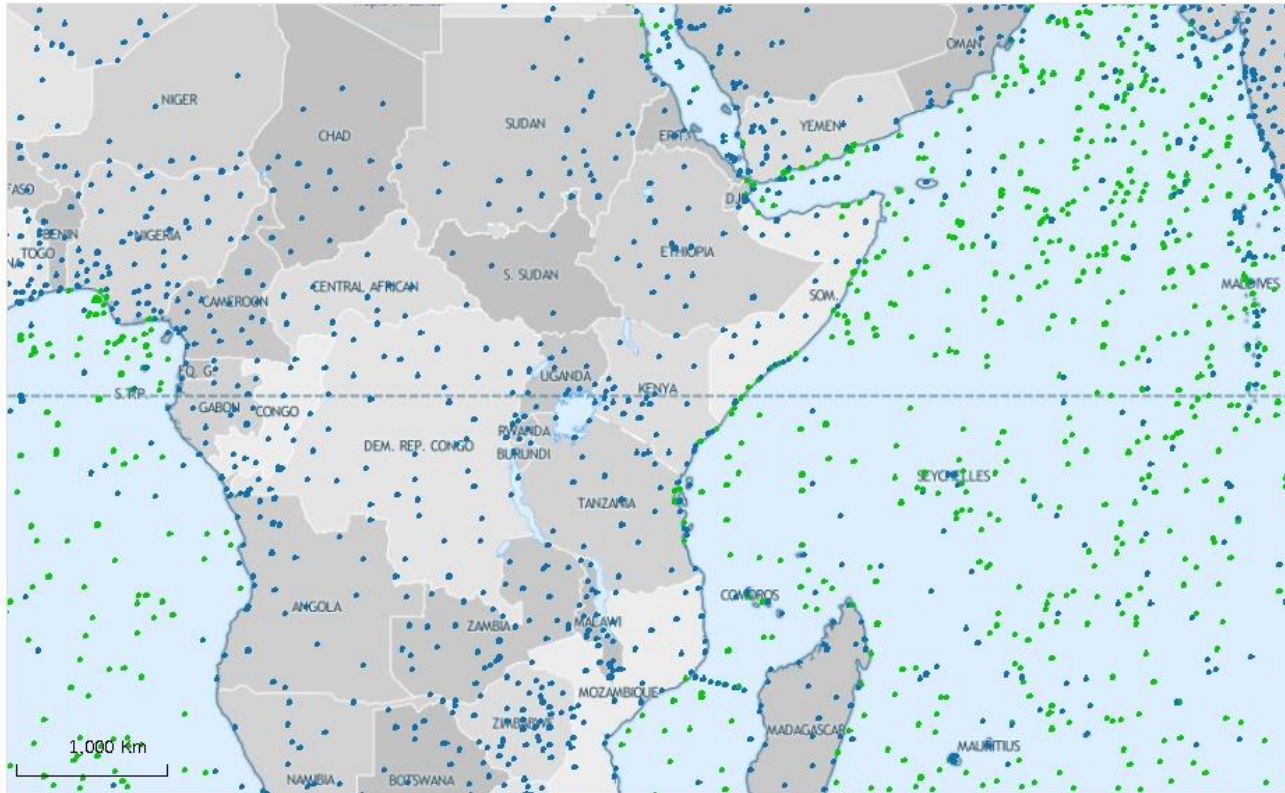 OMAN
NIGER
SUDAN
YEMEN
CHAD
FASO
BENIN
NIGERIA
TOGO
NA
ETHIOPIA
S. SUDAN
SOM.
MALDIVES
CAMEROON
CENTRAL AFRICAN
UGANDA
KENYA
S.T.P.
GABON
CONGO
RWANDA
DEM. REP. CONGO
BURUNDI
SEYCHELLES
TANZANIA
COMOROS
ANGOLA
ZAMBIA
MALAWI
MOZAMBIQUE
ZIMBABWE
MADAGASCAR
MAURITIUS
1,000 Km
NAMIBIA
BOTSWANA